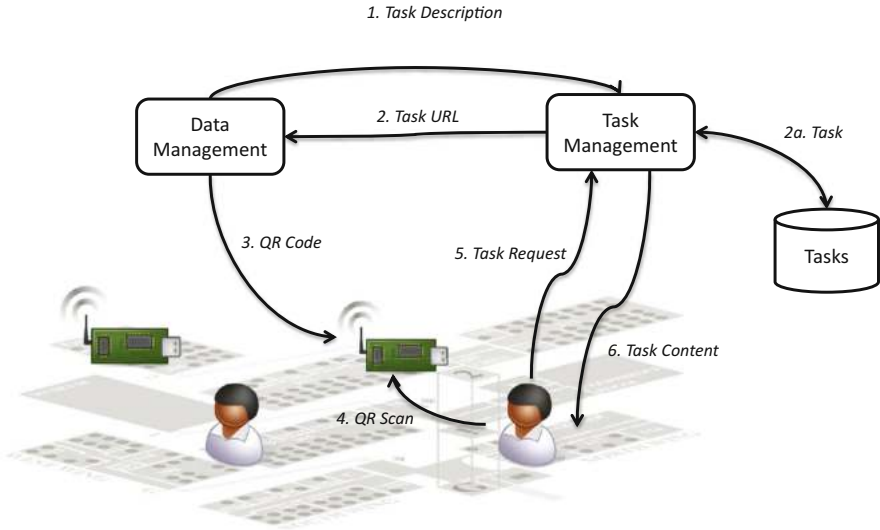 1. Task Description
Data
Management
2. Task URL
Task
Management
2a. Task
3. QR Code
5. Task Request
Tasks
6. Task Content
4. QR Scan